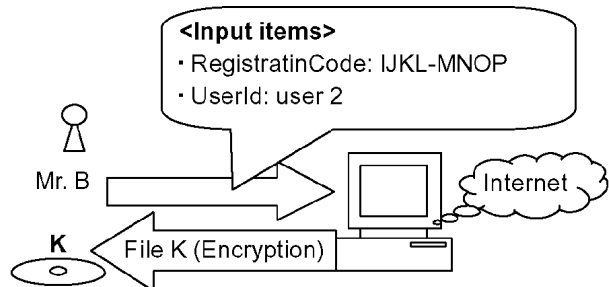 <Input items>
・RegistratinCode: IJKL-MNOP
・UserId: user 2
Mr. B
Internet
K
File K (Encryption)